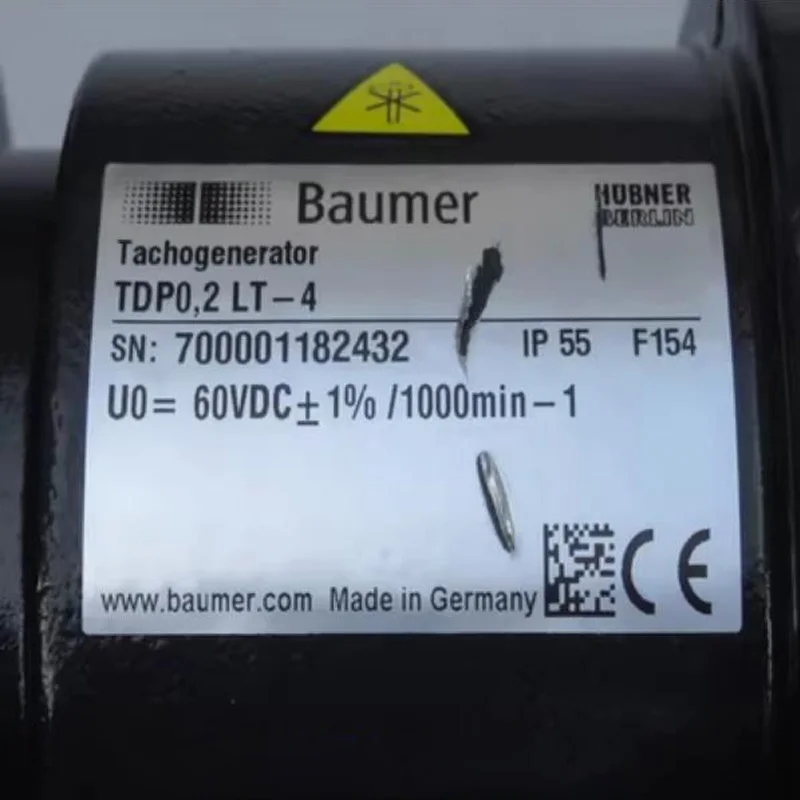 Baumer
HÜBNER
BERLIN
Tachogenerator
TDP0,2 LT-4
SN: 700001182432 IP 55 F154
U0= 60VDC±1% /1000min-1
www.baumer.com Made in Germany CE